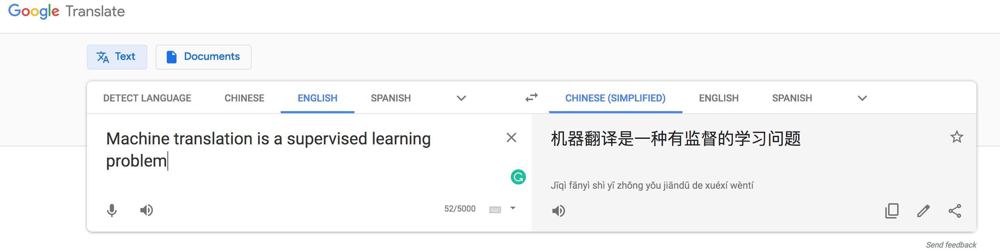 Google Translate
Text Documents
DETECT LANGUAGE CHINESE ENGLISH SPANISH CHINESE (SIMPLIFIED) ENGLISH SPANISH
Machine translation is a supervised learning
problem
机器翻译是一种有监督的学习问题
Jīqì fānyì shì yī zhǒng yǒu jiāndū de xuéxí wèntí
52/5000
Send feedback